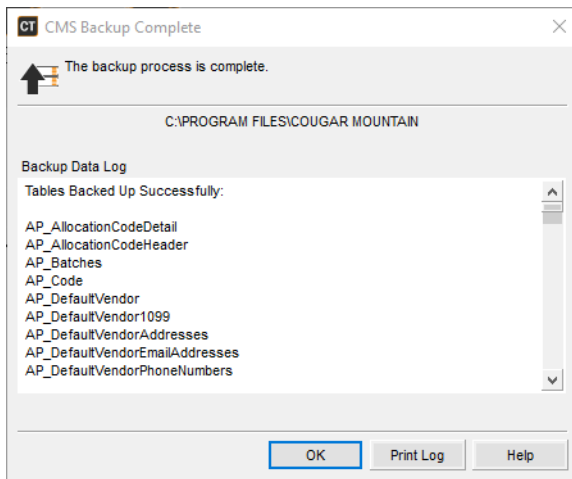 CT CMS Backup Complete
The backup process is complete.
C:\PROGRAM FILES\COUGAR MOUNTAIN
Backup Data Log
Tables Backed Up Successfully:
AP_AllocationCodeDetail
AP_AllocationCodeHeader
AP_Batches
AP_Code
AP_DefaultVendor
AP_DefaultVendor1099
AP_DefaultVendorAddresses
AP_DefaultVendorEmailAddresses
AP_DefaultVendorPhoneNumbers
OK Print Log Help